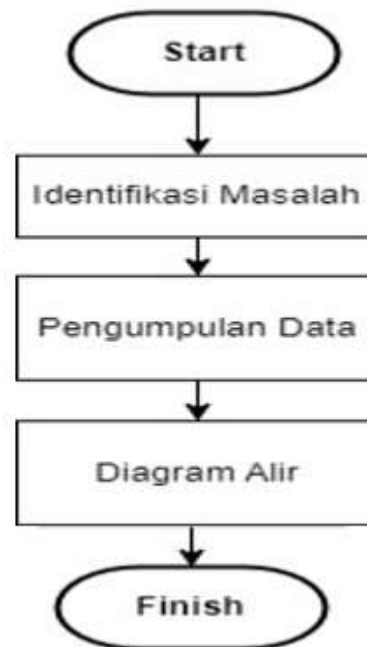 Start
Identifikasi Masalah
Pengumpulan Data
Diagram Alir
Finish